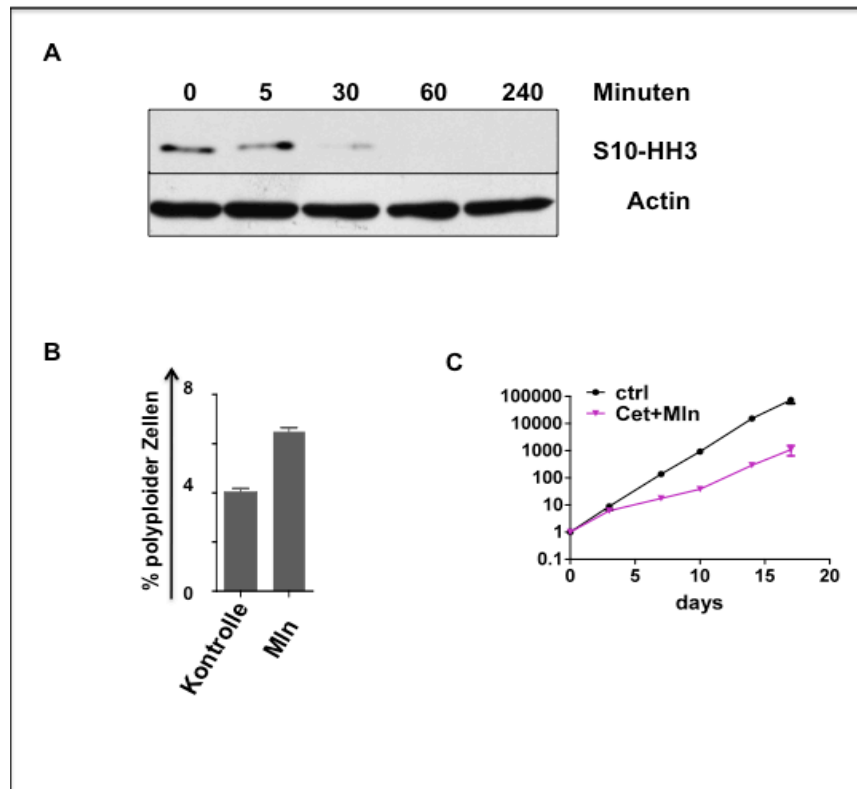 A
0 5 30 60 240 Minuten
S10-HH3
Actin
B
% polyploider Zellen
8
4
0
Kontrolle
Mln
C
ctrl
Cet+Mln
100000
10000
1000
100
10
1
0.1
0 5 10 15 20
days